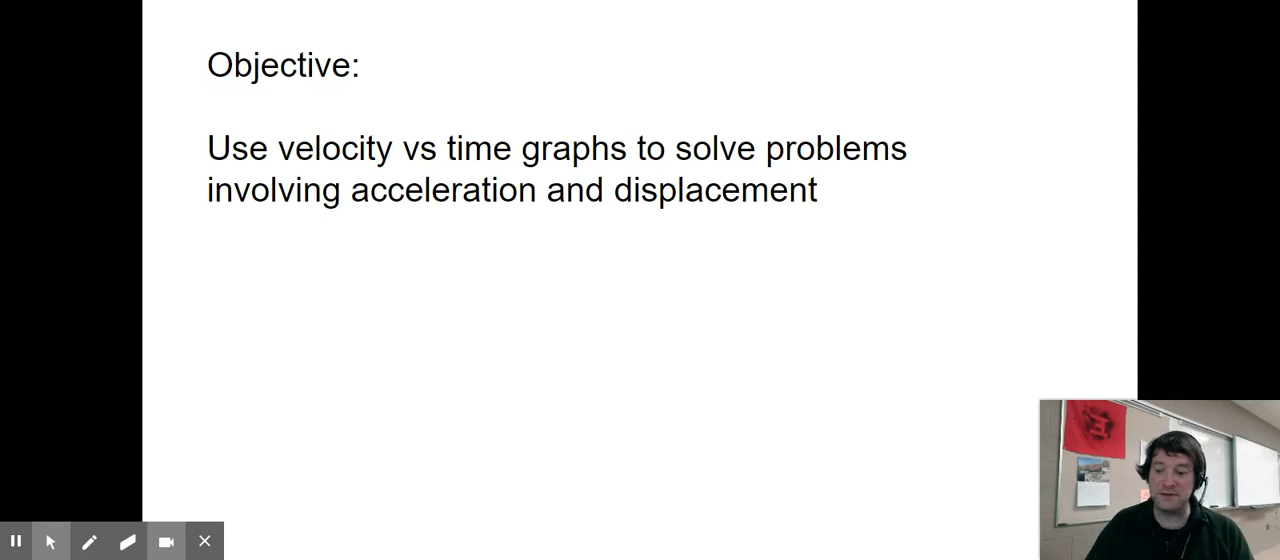 Objective:
Use velocity vs time graphs to solve problems
involving acceleration and displacement